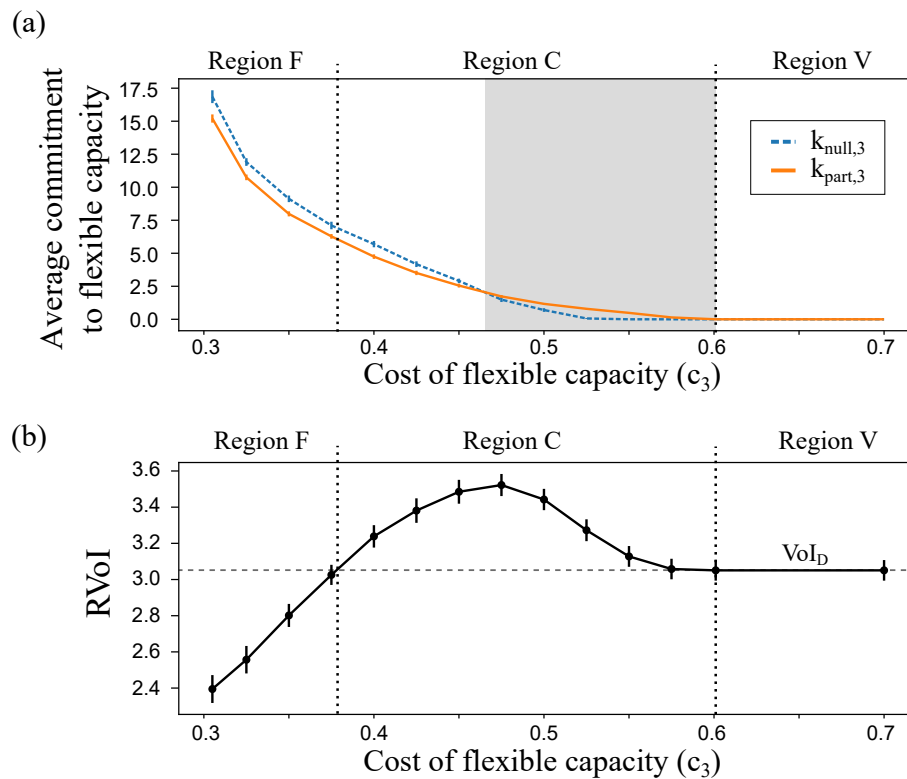 (a)
Region F Region C Region V
Average commitment
to flexible capacity
17.5
15.0
12.5
10.0
7.5
5.0
2.5
0.0
k_null,3
k_part,3
0.3 0.4 0.5 0.6 0.7
Cost of flexible capacity (c_3)
(b)
Region F Region C Region V
RVoI
3.6
3.2
3.0
2.8
2.6
2.4
VoI_D
0.3 0.4 0.5 0.6 0.7
Cost of flexible capacity (c_3)